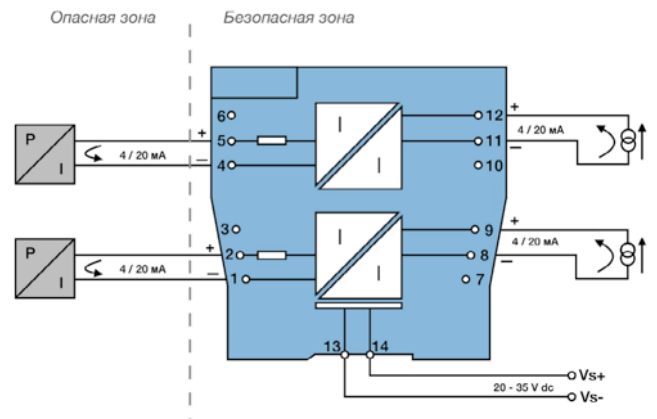 Опасная зона
Безопасная зона
6
P
I
+
5
4 / 20 мА
–
4
I
I
12
+
11
4 / 20 мА
–
10
3
P
I
+
2
4 / 20 мА
–
1
I
I
9
+
8
4 / 20 мА
–
7
13
14
Vs+
20 - 35 V dc
Vs-